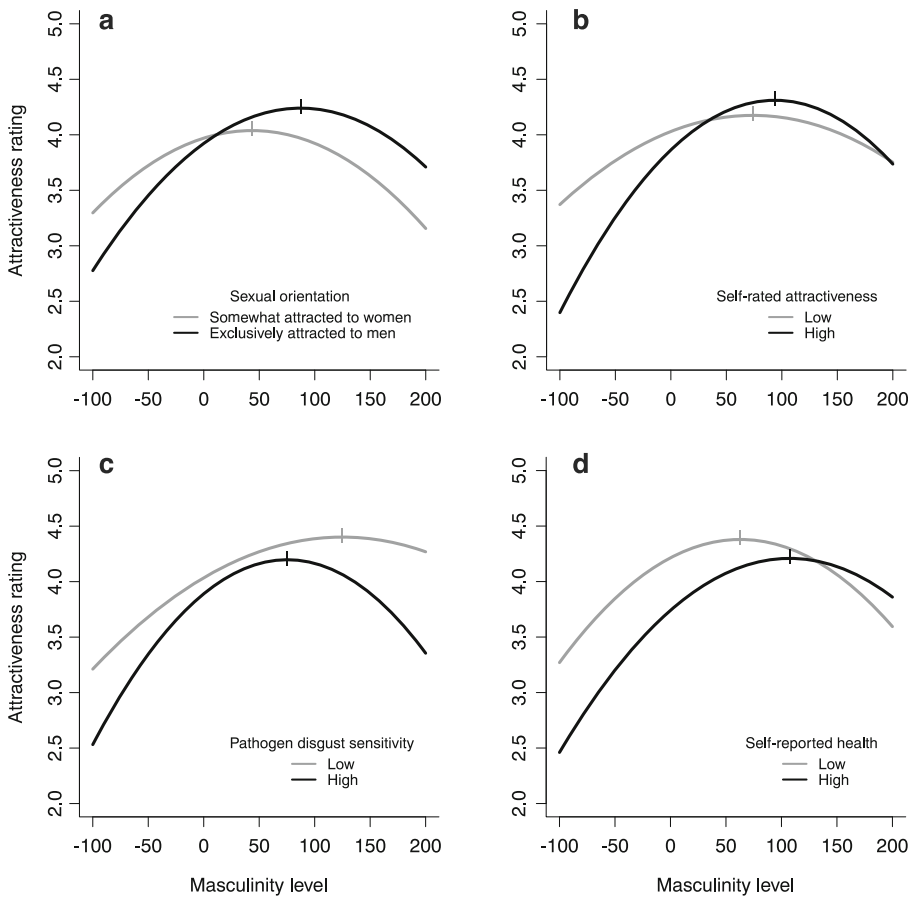 a
Attractiveness rating
5.0
4.5
4.0
3.5
3.0
2.5
2.0
Sexual orientation
Somewhat attracted to women
Exclusively attracted to men
-100 -50 0 50 100 150 200
b
5.0
4.5
4.0
3.5
3.0
2.5
2.0
Self-rated attractiveness
Low
High
-100 -50 0 50 100 150 200
c
Attractiveness rating
5.0
4.5
4.0
3.5
3.0
2.5
2.0
Pathogen disgust sensitivity
Low
High
-100 -50 0 50 100 150 200
Masculinity level
d
5.0
4.5
4.0
3.5
3.0
2.5
2.0
Self-reported health
Low
High
-100 -50 0 50 100 150 200
Masculinity level